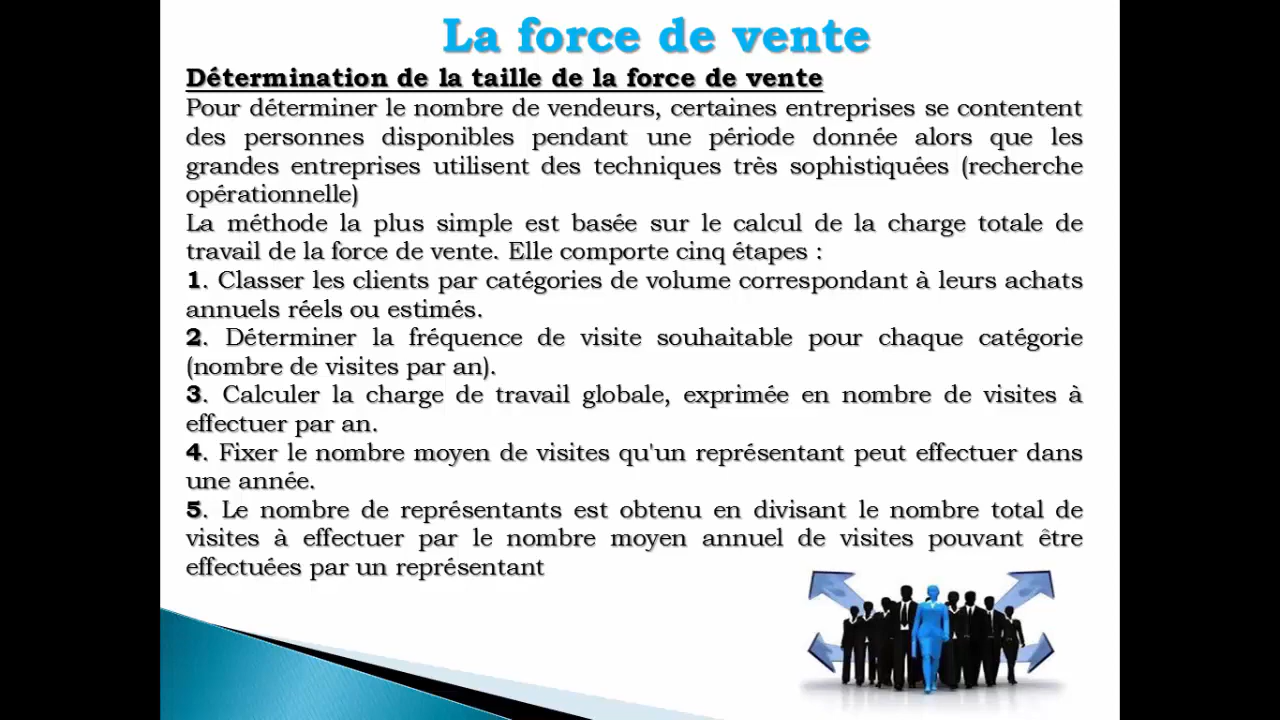 La force de vente
Détermination de la taille de la force de vente
Pour déterminer le nombre de vendeurs, certaines entreprises se contentent
des personnes disponibles pendant une période donnée alors que les
grandes entreprises utilisent des techniques très sophistiquées (recherche
opérationnelle)
La méthode la plus simple est basée sur le calcul de la charge totale de
travail de la force de vente. Elle comporte cinq étapes :
1. Classer les clients par catégories de volume correspondant à leurs achats
annuels réels ou estimés.
2. Déterminer la fréquence de visite souhaitable pour chaque catégorie
(nombre de visites par an).
3. Calculer la charge de travail globale, exprimée en nombre de visites à
effectuer par an.
4. Fixer le nombre moyen de visites qu'un représentant peut effectuer dans
une année.
5. Le nombre de représentants est obtenu en divisant le nombre total de
visites à effectuer par le nombre moyen annuel de visites pouvant être
effectuées par un représentant